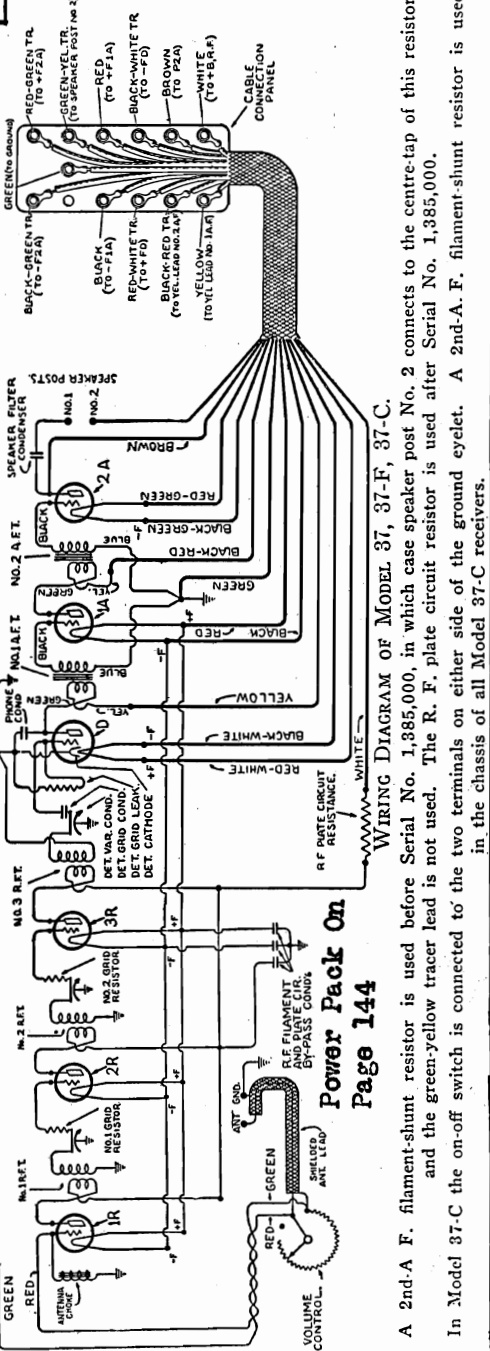 GREEN
RED
ANTENNA CHOKE
1R
-F
+F
No.1 R.F.T.
NO.1 GRID RESISTOR
2R
-F
+F
No. 2 R.F.T.
NO. 2 GRID RESISTOR
3R
-F
+F
NO. 3 R.F.T.
DET. VAR. COND.
DET. GRID COND.
DET. GRID LEAK
DET. CATHODE
PHONE COND
D
+F
-F
GREEN
YEL.
NO.1 A.F.T.
BLACK
BLUE
1A
-F
+F
GREEN
YEL.
NO. 2 A.F.T.
BLACK
BLUE
2A
-F
SPEAKER FILTER CONDENSER
NO.1
NO.2
SPEAKER POSTS.
BROWN
RED-GREEN
BLACK-GREEN
BLACK-RED
GREEN
RED
BLACK
YELLOW
BLACK-WHITE
RED-WHITE
WHITE
R F PLATE CIRCUIT RESISTANCE.
R.F. FILAMENT AND PLATE CIR. BY-PASS CONDS
VOLUME CONTROL
RED
GREEN
ANT GND.
SHIELDED ANT. LEAD
Power Pack On
Page 144
GREEN (TO GROUND)
BLACK-GREEN TR. (TO -F2A)
BLACK (TO -F1A)
RED-WHITE TR. (TO +FD)
BLACK-RED TR. (TO YEL. LEAD NO. 2 AF)
YELLOW (TO YEL LEAD NO. 1 A.F.)
RED-GREEN TR (TO +F2A)
GREEN-YEL. TR. (TO SPEAKER POST NO 2)
RED (TO +F1A)
BLACK-WHITE TR (TO -FD)
BROWN (TO P2A)
WHITE (TO +B, R.F.)
CABLE CONNECTION PANEL
WIRING DIAGRAM OF MODEL 37, 37-F, 37-C.
A 2nd-A F. filament-shunt resistor is used before Serial No. 1,385,000, in which case speaker post No. 2 connects to the centre-tap of this resistor
and the green-yellow tracer lead is not used. The R. F. plate circuit resistor is used after Serial No. 1,385,000.
In Model 37-C the on-off switch is connected to the two terminals on either side of the ground eyelet. A 2nd-A. F. filament-shunt resistor is used
in the chassis of all Model 37-C receivers.